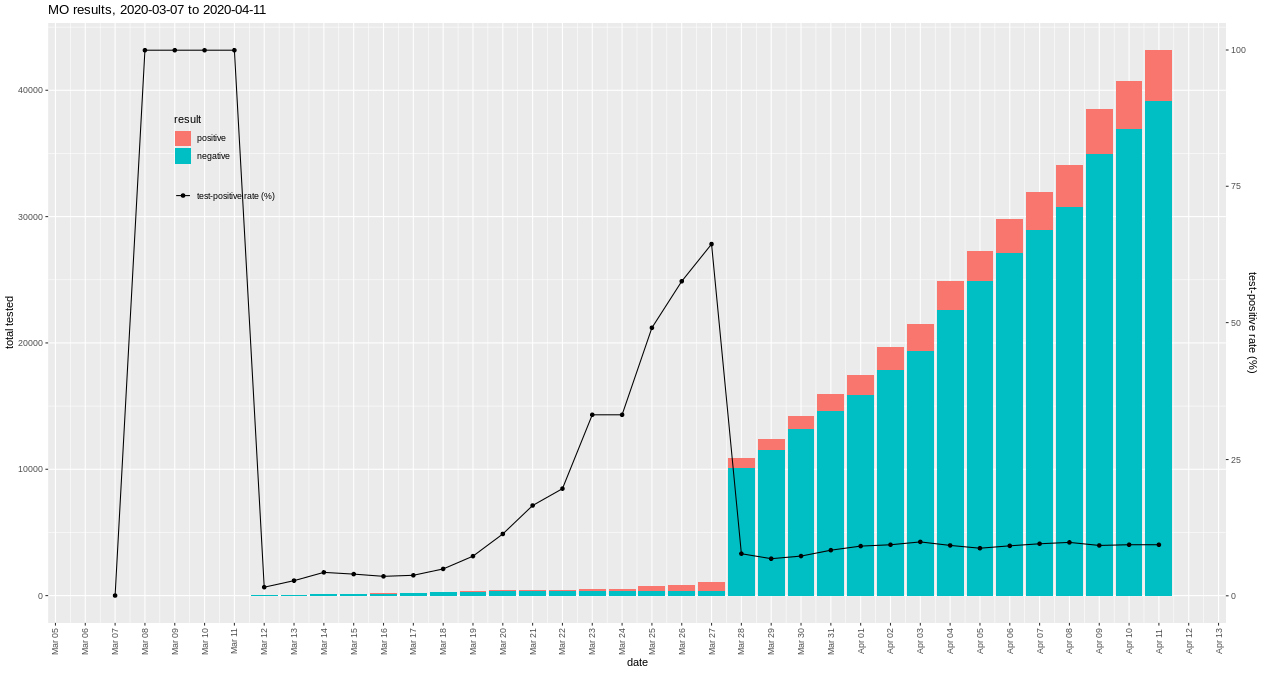 MO results, 2020-03-07 to 2020-04-11
100
40000
result
positive
negative
75
test-positive rate (%)
30000
total tested
test-positive rate (%)
20000
50
10000
25
0
0
Mar 05
Mar 06
Mar 07
Mar 08
Mar 09
Mar 10
Mar 11
Mar 12
Mar 13
Mar 14
Mar 15
Mar 16
Mar 17
Mar 18
Mar 19
Mar 20
Mar 21
Mar 22
Mar 23
Mar 24
Mar 25
Mar 26
Mar 27
Mar 28
Mar 29
Mar 30
Mar 31
Apr 01
Apr 02
Apr 03
Apr 04
Apr 05
Apr 06
Apr 07
Apr 08
Apr 09
Apr 10
Apr 11
Apr 12
Apr 13
date